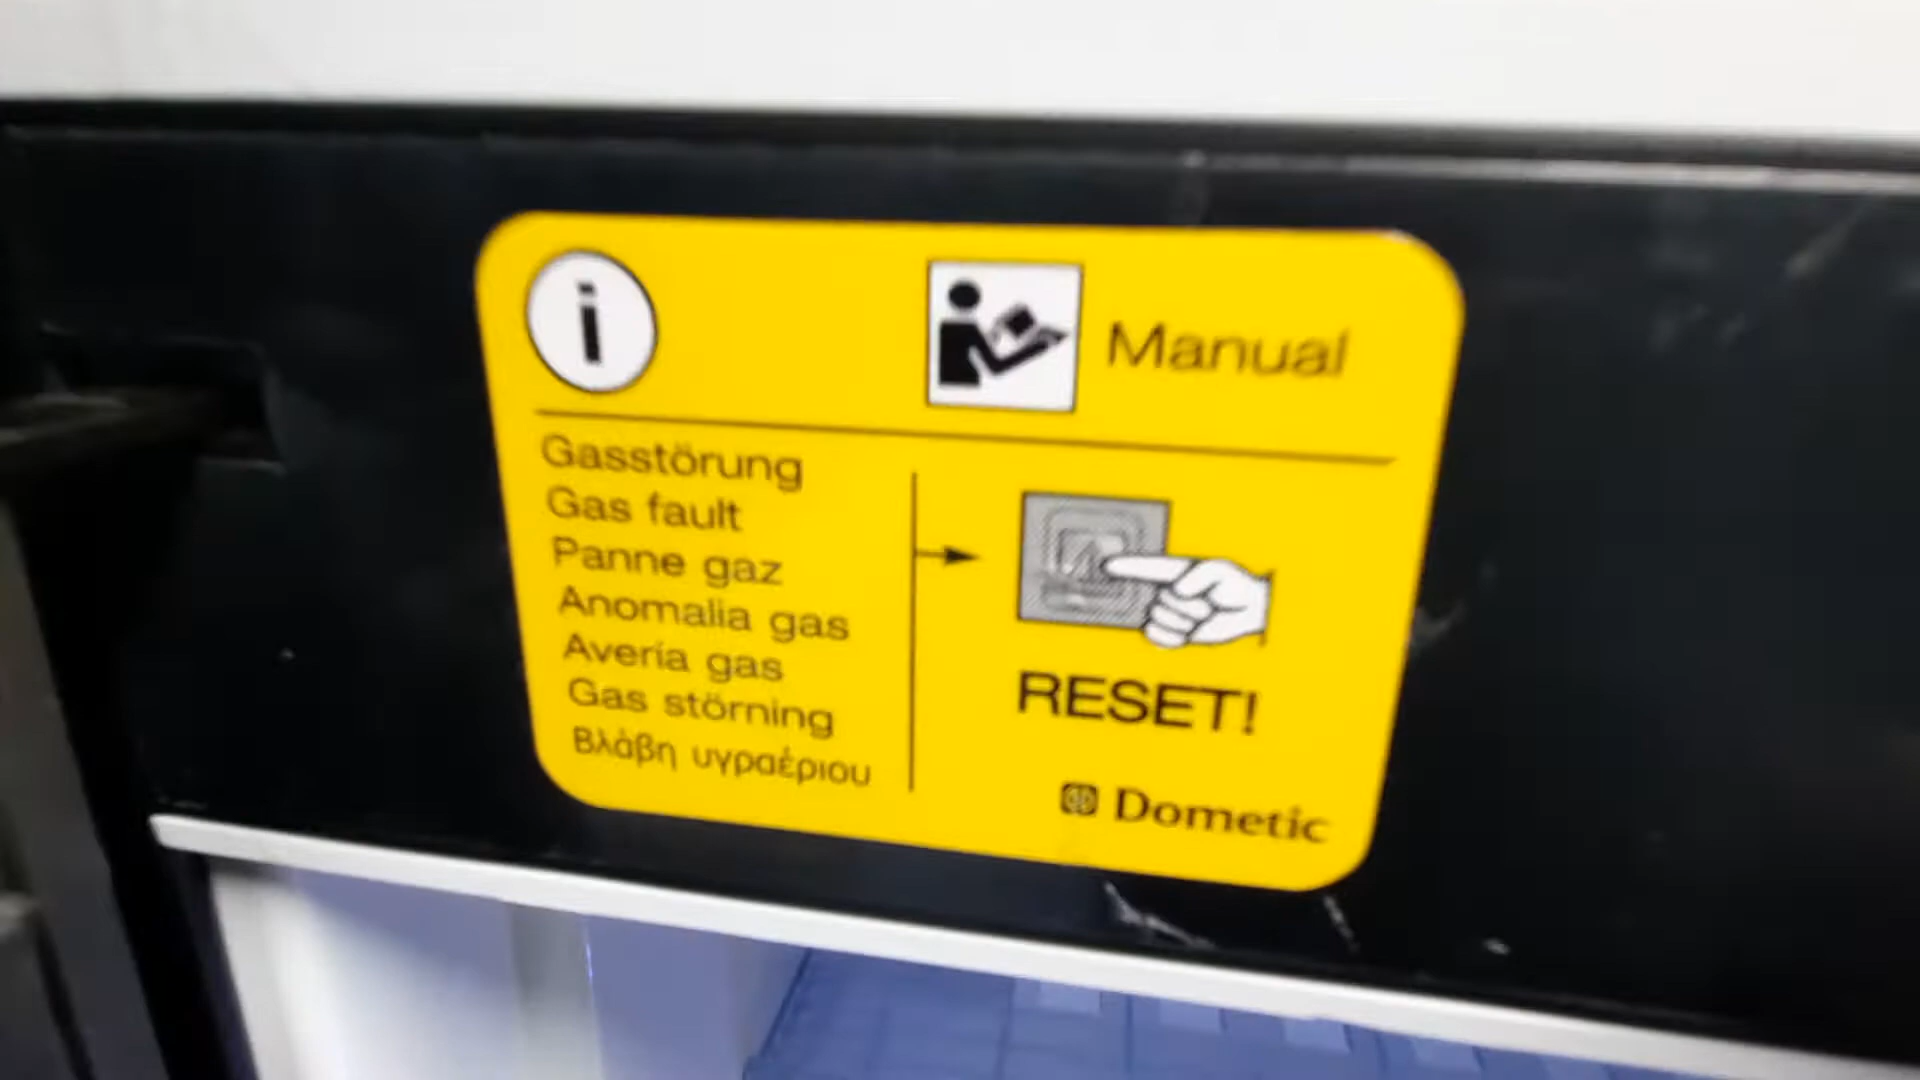 i
Manual
Gasstörung
Gas fault
Panne gaz
Anomalia gas
Avería gas
Gas störning
Βλάβη υγραέριου
RESET!
Dometic